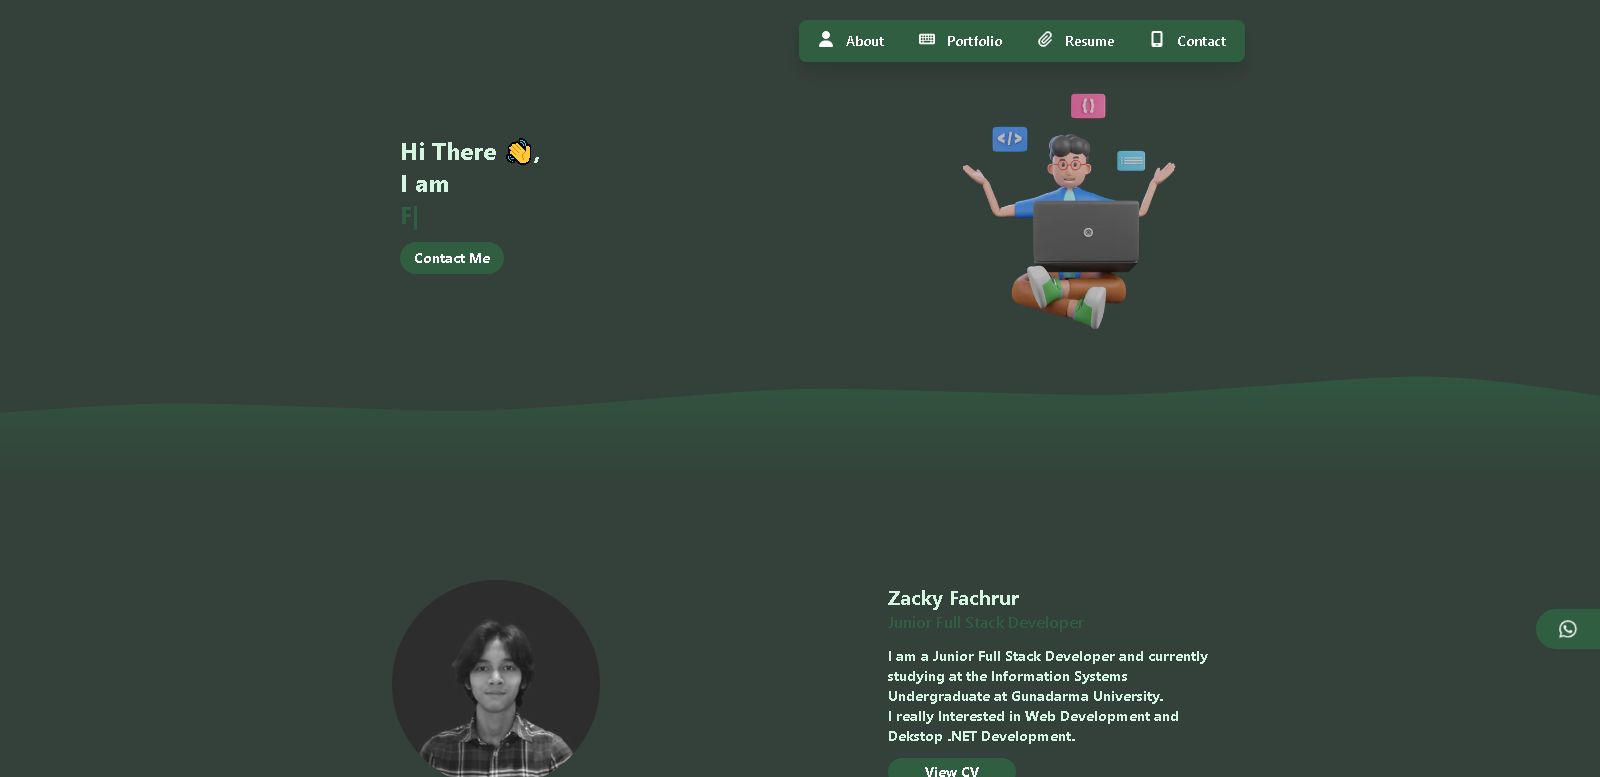 About
Portfolio
Resume
Contact
{}
</>
Hi There 👋,
I am
F|
Contact Me
Zacky Fachrur
Junior Full Stack Developer
I am a Junior Full Stack Developer and currently
studying at the Information Systems
Undergraduate at Gunadarma University.
I really Interested in Web Development and
Dekstop .NET Development.
View CV